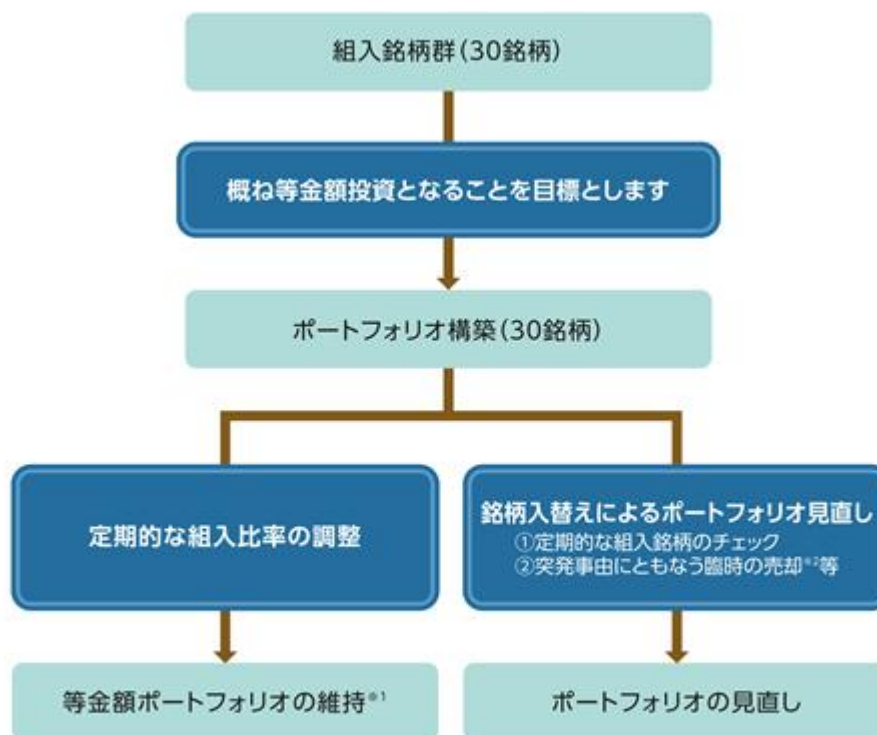 組入銘柄群(30銘柄)
概ね等金額投資となることを目標とします
ポートフォリオ構築(30銘柄)
定期的な組入比率の調整
銘柄入替えによるポートフォリオ見直し
①定期的な組入銘柄のチェック
②突発事由にともなう臨時の売却※2等
等金額ポートフォリオの維持※1
ポートフォリオの見直し